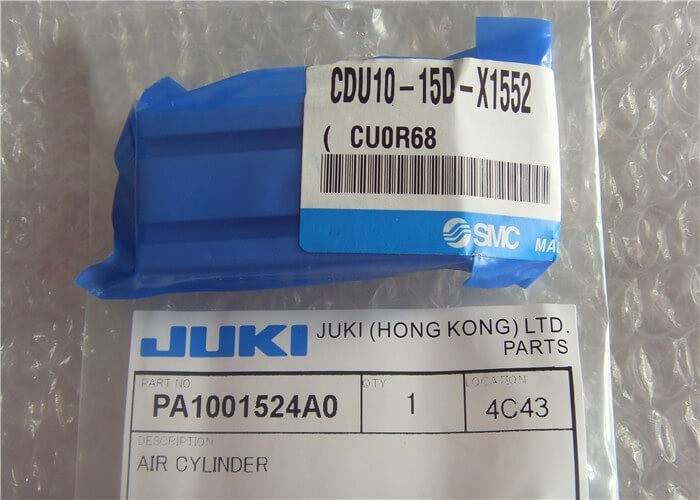 CDU10-15D-X1552
( CU0R68
SMC
JUKI JUKI (HONG KONG) LTD.
PARTS
PART NO QTY LOCATION
PA1001524A0 1 4C43
DESCRIPTION
AIR CYLINDER